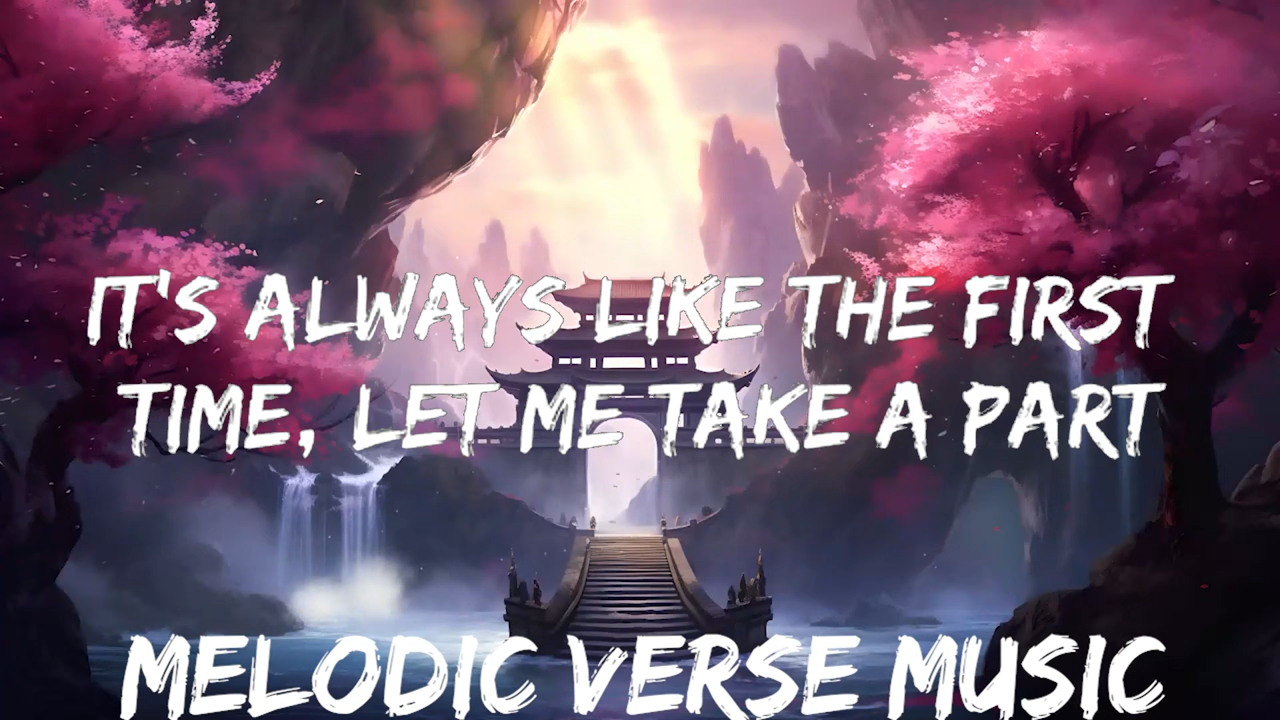 IT'S ALWAYS LIKE THE FIRST
TIME, LET ME TAKE A PART
MELODIC VERSE MUSIC